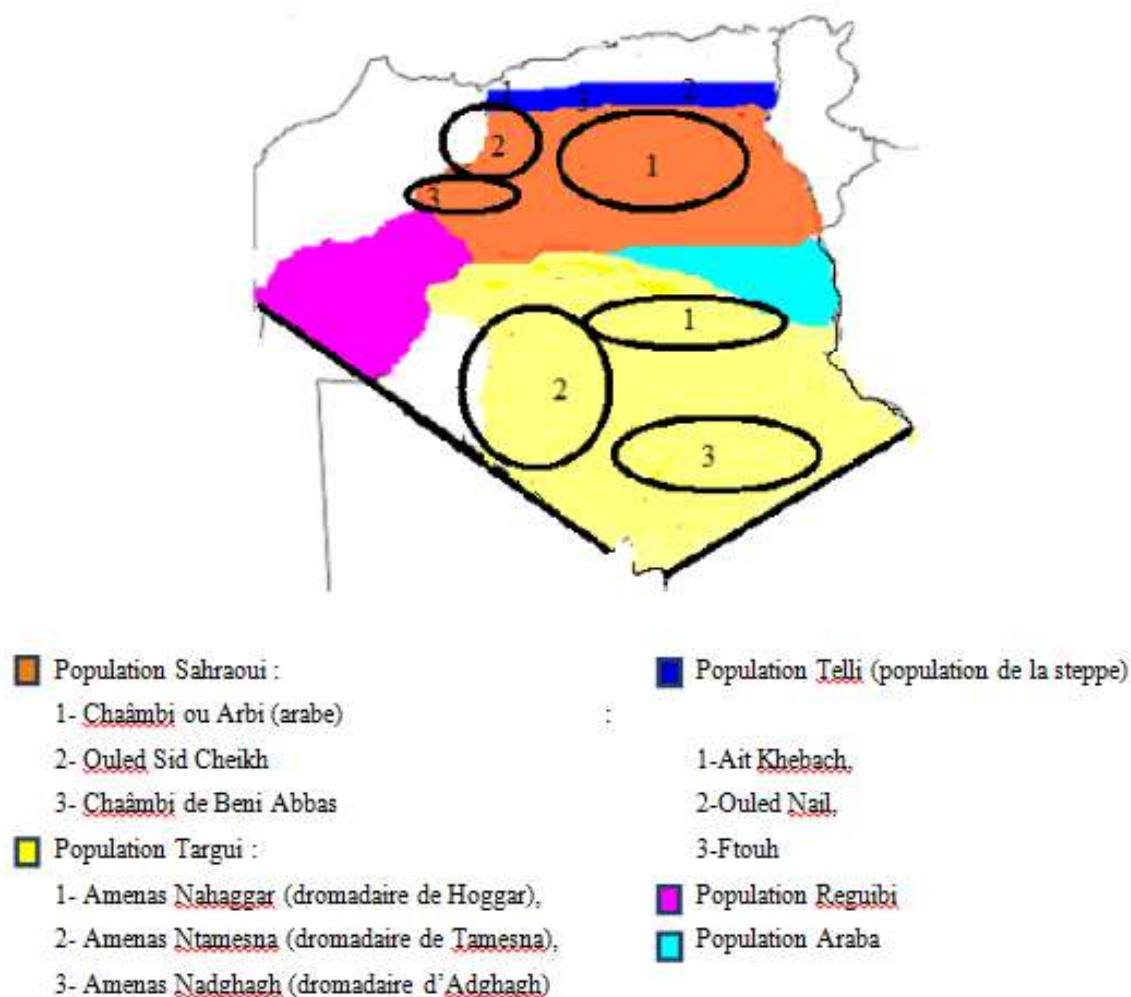 1
1
2
2
1
3
1
2
3
Population Sahraoui :
1- Chaâmbi ou Arbi (arabe)
2- Ouled Sid Cheikh
3- Chaâmbi de Beni Abbas
Population Targui :
1- Amenas Nahaggar (dromadaire de Hoggar),
2- Amenas Ntamesna (dromadaire de Tamesna),
3- Amenas Nadghagh (dromadaire d’Adghagh)
Population Telli (population de la steppe)
:
1-Ait Khebach,
2-Ouled Nail,
3-Ftouh
Population Reguibi
Population Araba